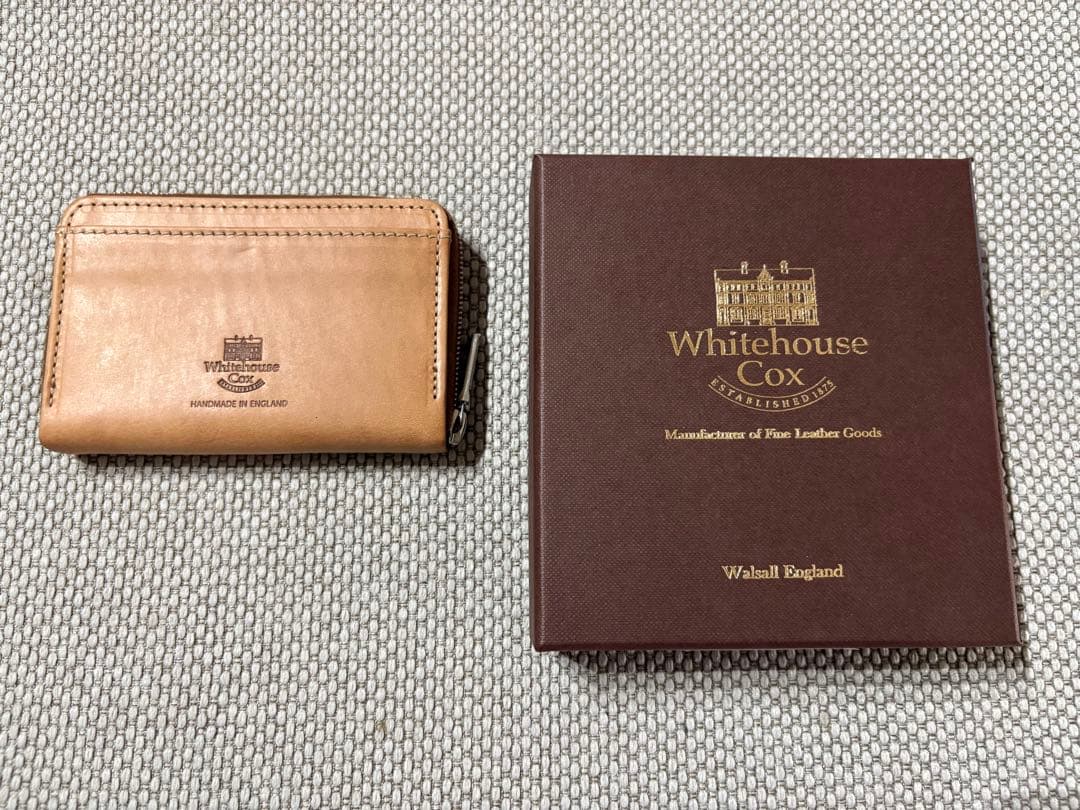 Whitehouse
Cox
HANDMADE IN ENGLAND
Whitehouse
Cox
ESTABLISHED 1875
Manufacturer of Fine Leather Goods
Walsall England